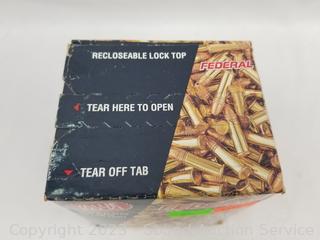 RECLOSEABLE LOCK TOP
FEDERAL
TEAR HERE TO OPEN
TEAR OFF TAB